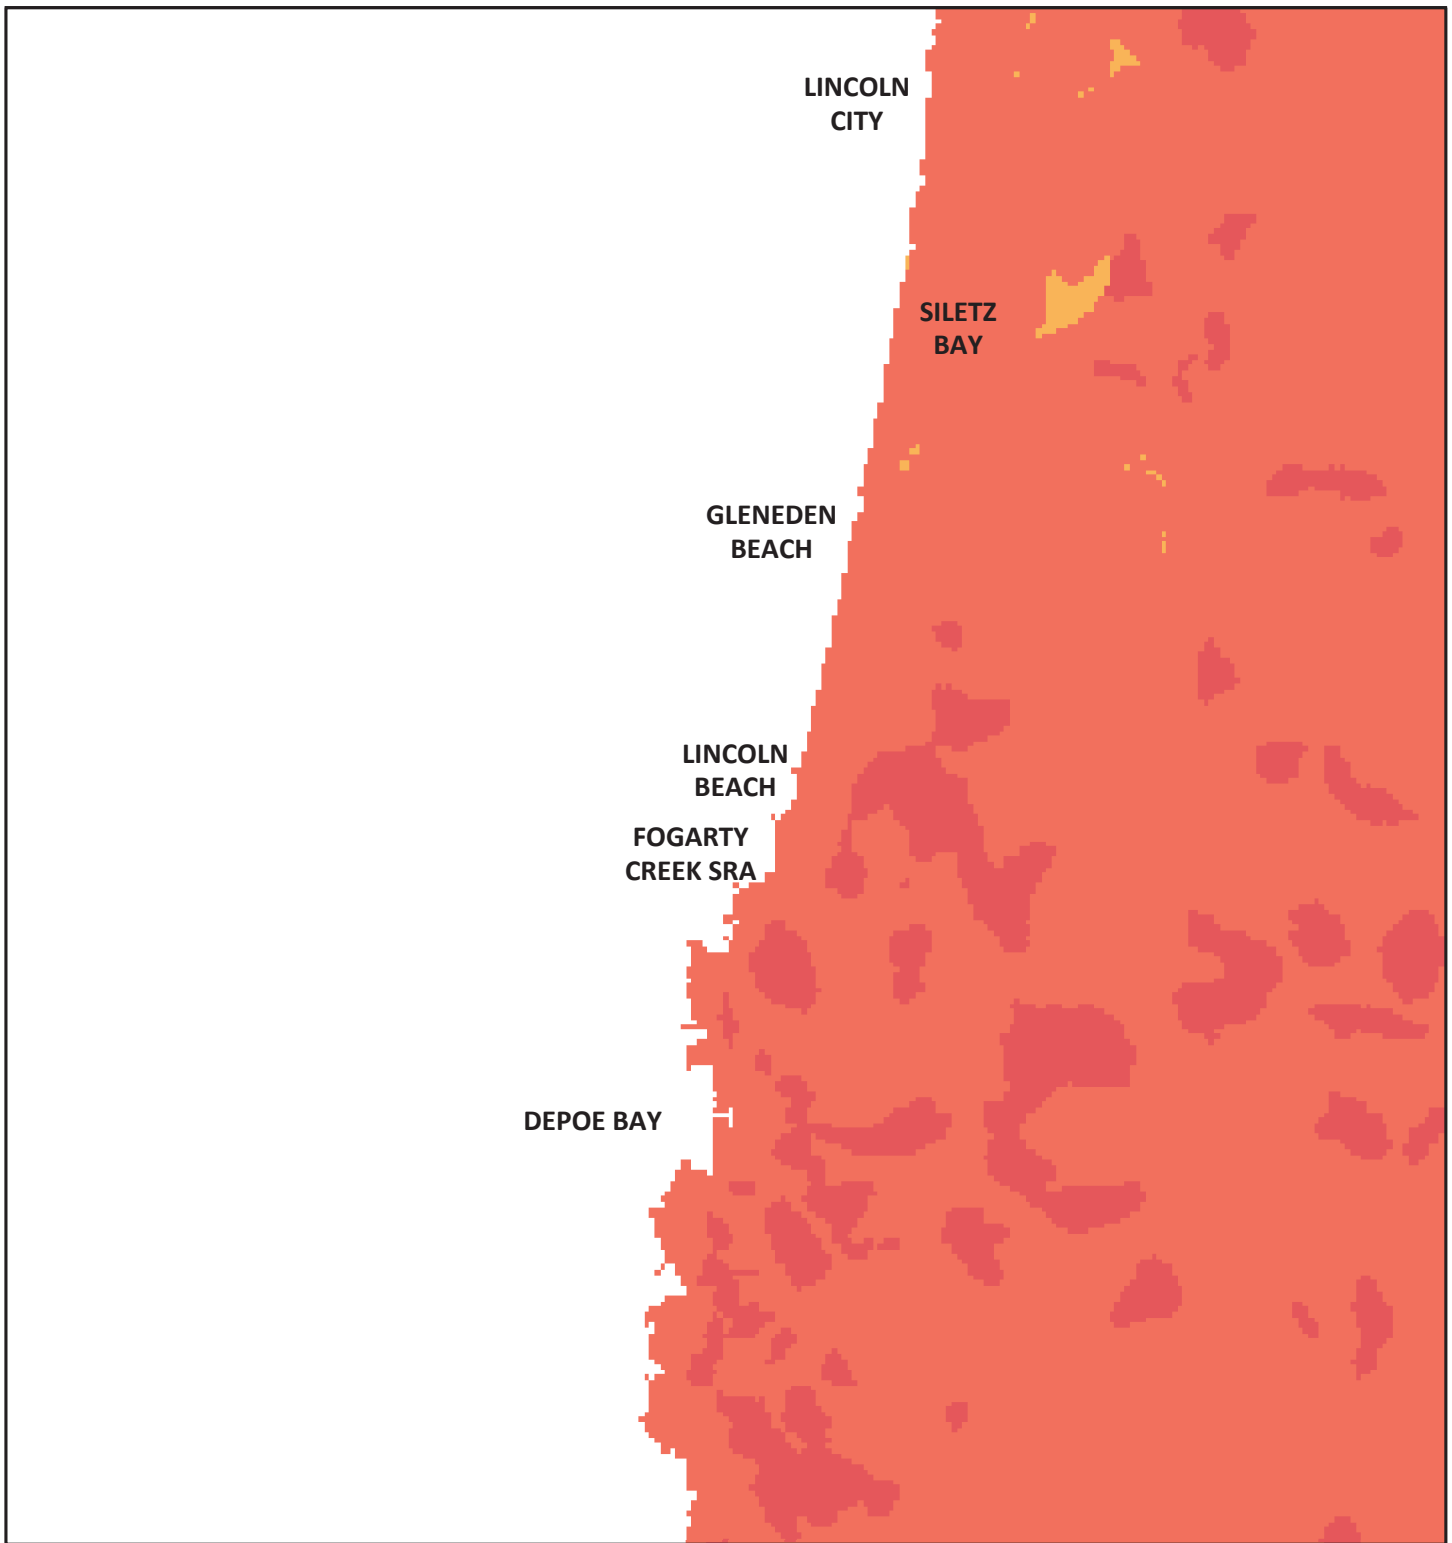 LINCOLN
CITY
SILETZ
BAY
GLENEDEN
BEACH
LINCOLN
BEACH
FOGARTY
CREEK SRA
DEPOE BAY